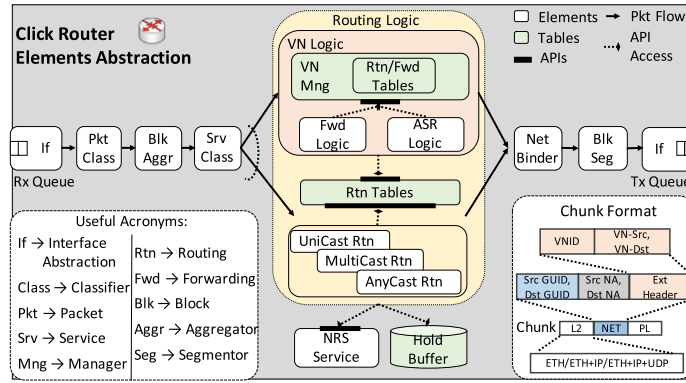 Click Router
Elements Abstraction
Routing Logic
VN Logic
VN
Mng
Rtn/Fwd
Tables
Fwd
Logic
ASR
Logic
Elements
Pkt Flow
Tables
API
Access
APIs
If
Rx Queue
Pkt
Class
Blk
Aggr
Srv
Class
Net
Binder
Blk
Seg
If
Tx Queue
Rtn Tables
UniCast Rtn
MultiCast Rtn
AnyCast Rtn
NRS
Service
Hold
Buffer
Useful Acronyms:
If → Interface
Abstraction
Class → Classifier
Pkt → Packet
Srv → Service
Mng → Manager
Rtn → Routing
Fwd → Forwarding
Blk → Block
Aggr → Aggregator
Seg → Segmentor
Chunk Format
VNID
VN-Src,
VN-Dst
Src GUID,
Dst GUID
Src NA,
Dst NA
Ext
Header
Chunk
L2
NET
PL
ETH/ETH+IP/ETH+IP+UDP